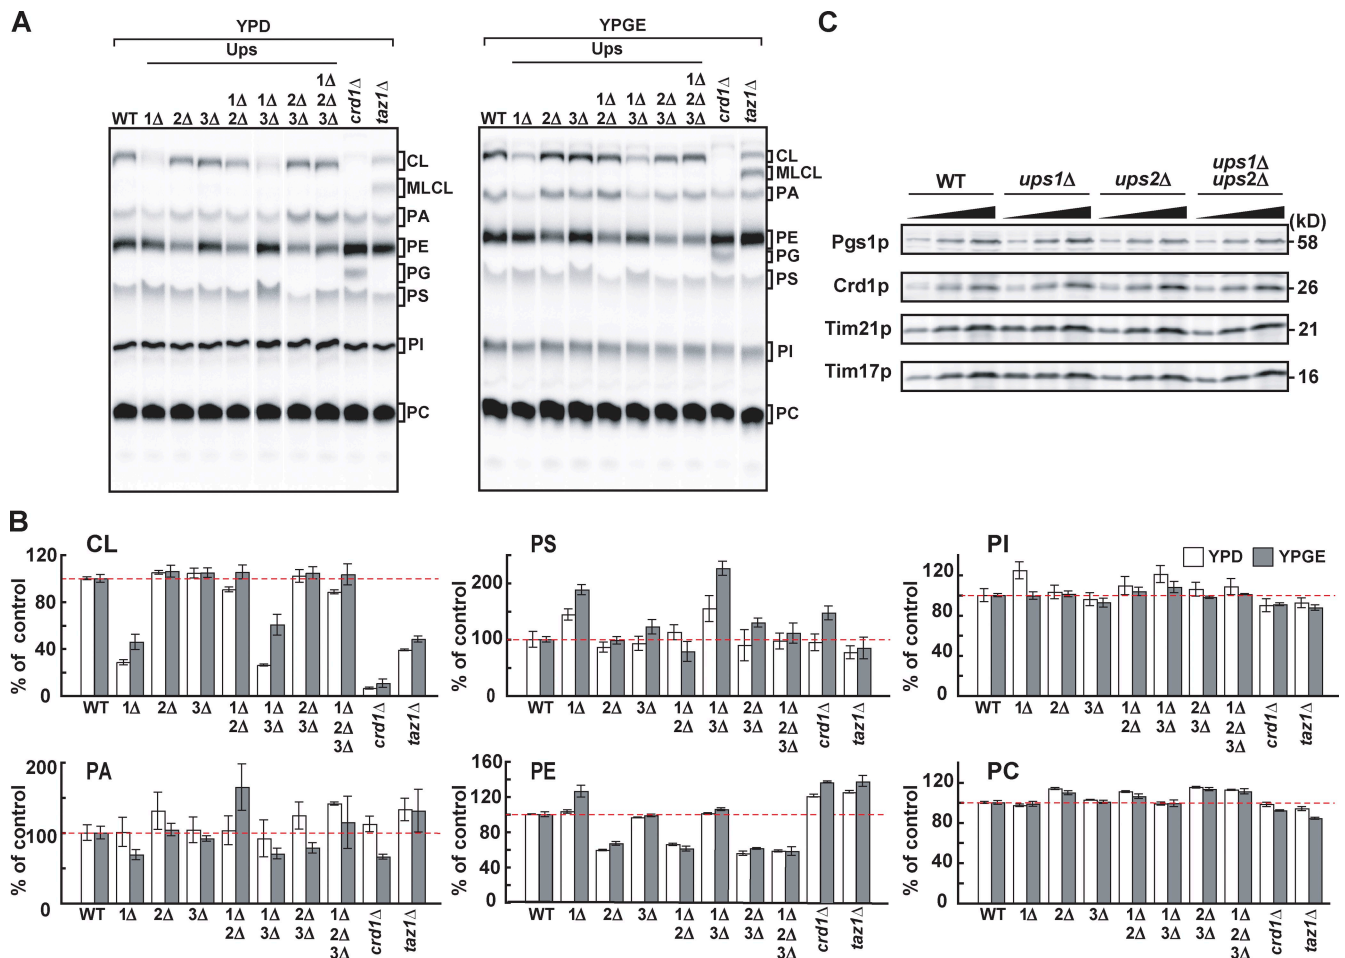 A
YPD
Ups
1Δ
1Δ 1Δ 2Δ 2Δ
WT 1Δ 2Δ 3Δ 2Δ 3Δ 3Δ 3Δ crd1Δ taz1Δ
CL
MLCL
PA
PE
PG
PS
PI
PC
YPGE
Ups
1Δ
1Δ 1Δ 2Δ 2Δ
WT 1Δ 2Δ 3Δ 2Δ 3Δ 3Δ 3Δ crd1Δ taz1Δ
CL
MLCL
PA
PE
PG
PS
PI
PC
C
ups1Δ
WT ups1Δ ups2Δ ups2Δ
(kD)
Pgs1p 58
Crd1p 26
Tim21p 21
Tim17p 16
B
CL
% of control
120
80
40
0
WT 1Δ 2Δ 3Δ 1Δ 1Δ 2Δ 1Δ crd1Δ taz1Δ
2Δ 3Δ 3Δ 2Δ
3Δ
PS
% of control
200
100
0
WT 1Δ 2Δ 3Δ 1Δ 1Δ 2Δ 1Δ crd1Δ taz1Δ
2Δ 3Δ 3Δ 2Δ
3Δ
PI
YPD YPGE
% of control
120
80
40
0
WT 1Δ 2Δ 3Δ 1Δ 1Δ 2Δ 1Δ crd1Δ taz1Δ
2Δ 3Δ 3Δ 2Δ
3Δ
PA
% of control
200
100
0
WT 1Δ 2Δ 3Δ 1Δ 1Δ 2Δ 1Δ crd1Δ taz1Δ
2Δ 3Δ 3Δ 2Δ
3Δ
PE
% of control
160
120
80
40
0
WT 1Δ 2Δ 3Δ 1Δ 1Δ 2Δ 1Δ crd1Δ taz1Δ
2Δ 3Δ 3Δ 2Δ
3Δ
PC
% of control
120
80
40
0
WT 1Δ 2Δ 3Δ 1Δ 1Δ 2Δ 1Δ crd1Δ taz1Δ
2Δ 3Δ 3Δ 2Δ
3Δ